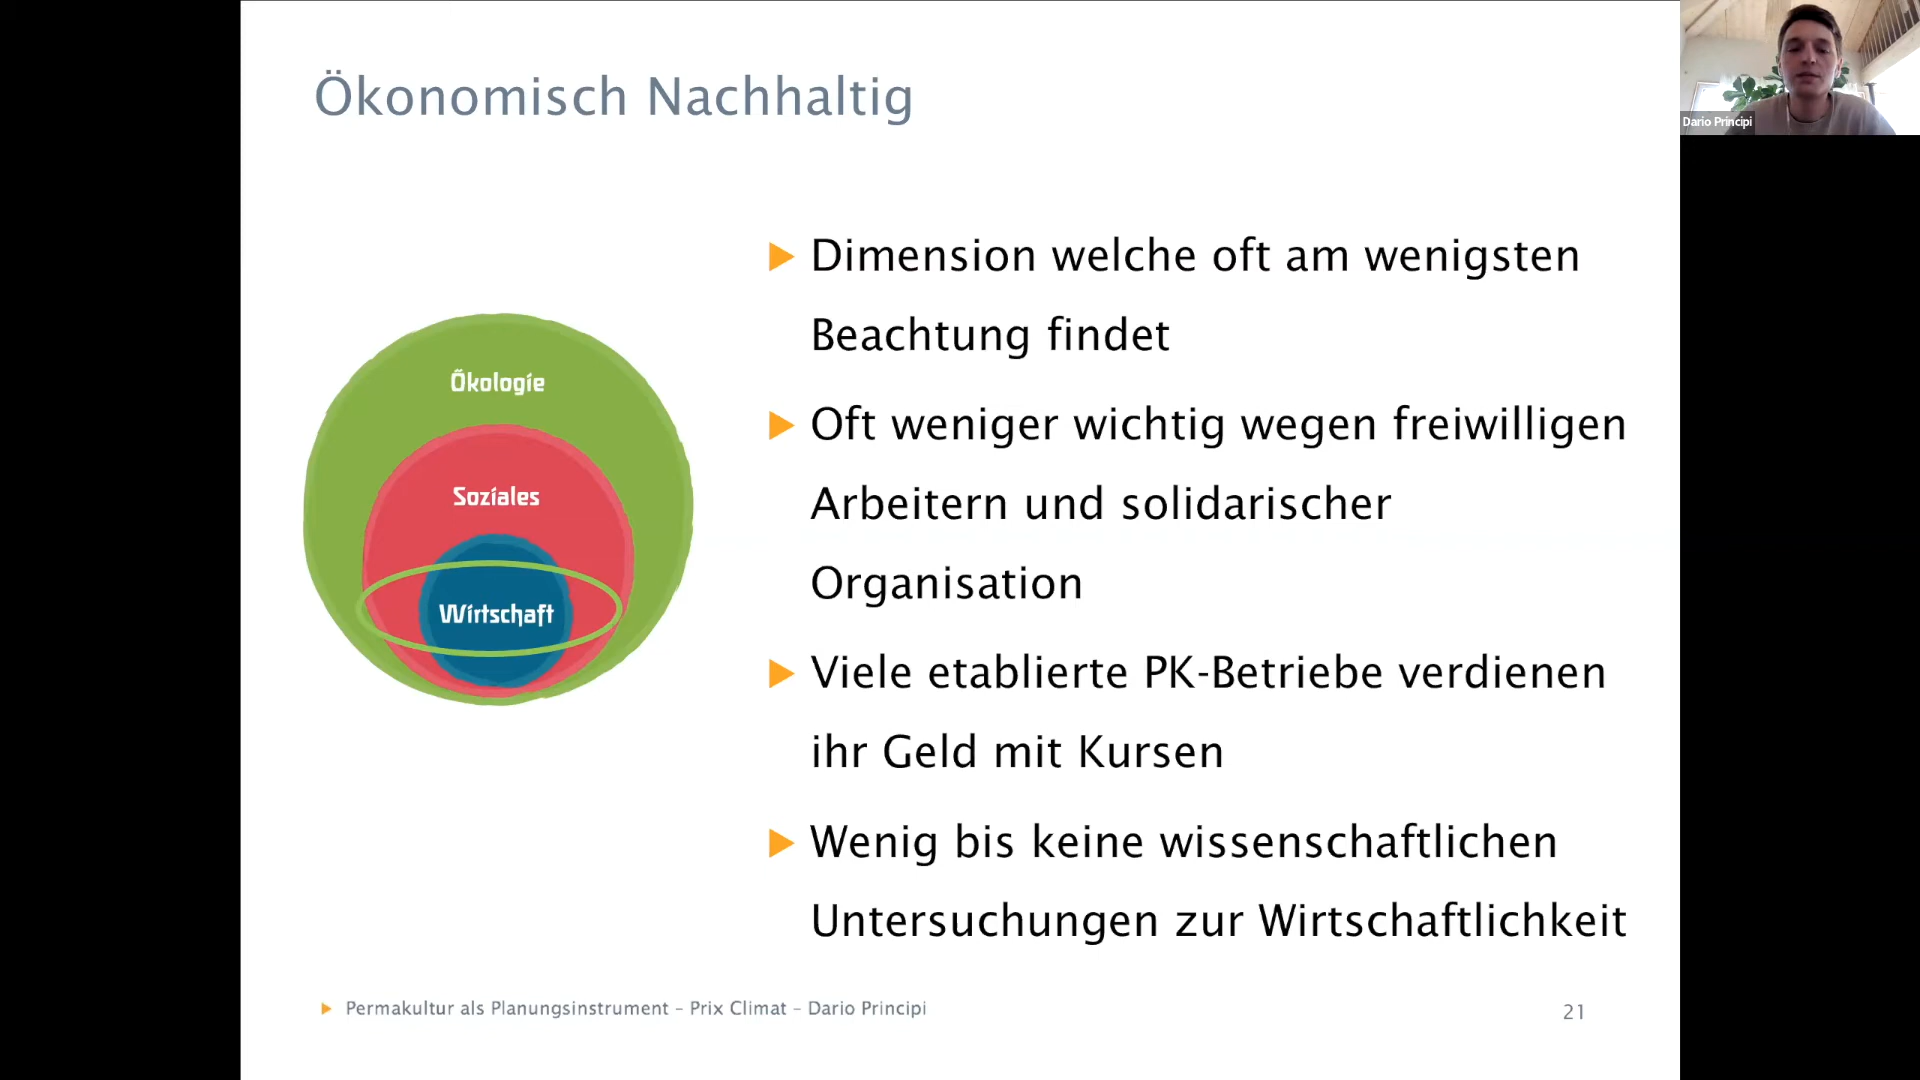 Ökonomisch Nachhaltig
Dario Principi
Dimension welche oft am wenigsten
Beachtung findet
Oft weniger wichtig wegen freiwilligen
Arbeitern und solidarischer
Organisation
Viele etablierte PK-Betriebe verdienen
ihr Geld mit Kursen
Wenig bis keine wissenschaftlichen
Untersuchungen zur Wirtschaftlichkeit
Ökologie
Soziales
Wirtschaft
Permakultur als Planungsinstrument – Prix Climat – Dario Principi
21